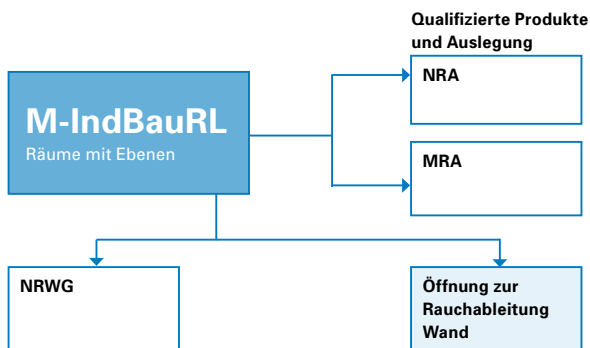 Qualifizierte Produkte
und Auslegung
M-IndBauRL
Räume mit Ebenen
NRA
MRA
NRWG
Öffnung zur
Rauchableitung
Wand